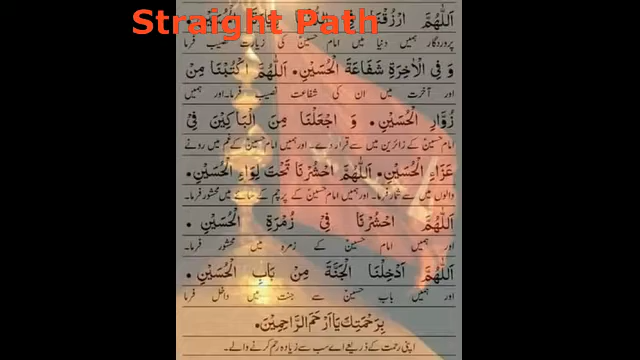 Straight Path
اَللّٰهُمَّ ارْزُقْنَا فِی
پروردگار ہمیں دنیا میں امام حسینؑ کی زیارت نصیب فرما
وَ فِی الْاٰخِرَةِ شَفَاعَةَ الْحُسَیْنِ۔ اَللّٰهُمَّ اکْتُبْنَا مِنْ
اور آخرت میں ان کی شفاعت نصیب فرما۔ اور ہمیں
زُوَّارِ الْحُسَیْنِ۔ وَ اجْعَلْنَا مِنَ الْبَاکِیْنَ فِی
امام حسینؑ کے زائرین میں سے قرار دے۔ اور ہمیں امام حسینؑ کے غم میں رونے
عَزَاءِ الْحُسَیْنِ۔ اَللّٰهُمَّ احْشُرْنَا تَحْتَ لِوَاءِ الْحُسَیْنِ۔
والوں میں سے شمار فرما۔ اور ہمیں امام حسینؑ کے پرچم کے سائے میں محشور فرما۔
اَللّٰهُمَّ احْشُرْنَا فِیْ زُمْرَةِ الْحُسَیْنِ۔
اور ہمیں امام حسینؑ کے زمرہ میں محشور فرما۔
اَللّٰهُمَّ اَدْخِلْنَا الْجَنَّةَ مِنْ بَابِ الْحُسَیْنِ۔
اور ہمیں باب حسینؑ سے جنت میں داخل فرما
بِرَحْمَتِكَ یَا اَرْحَمَ الرَّاحِمِیْنَ۔
اپنی رحمت کے ذریعے اے سب سے زیادہ رحم کرنے والے۔